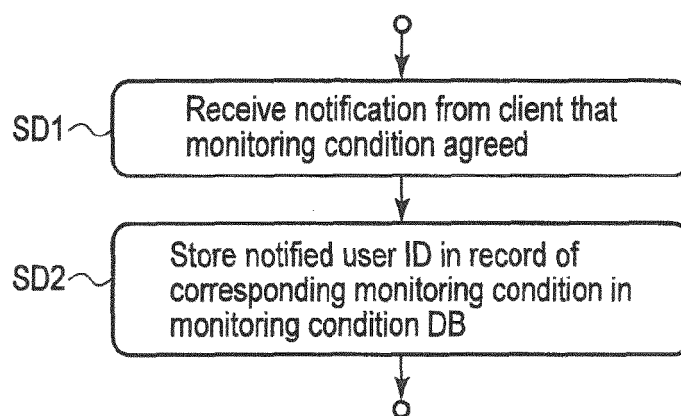 Receive notification from client that
SD1
monitoring condition agreed
Store notified user ID in record of
SD2
corresponding monitoring condition in
monitoring condition DB